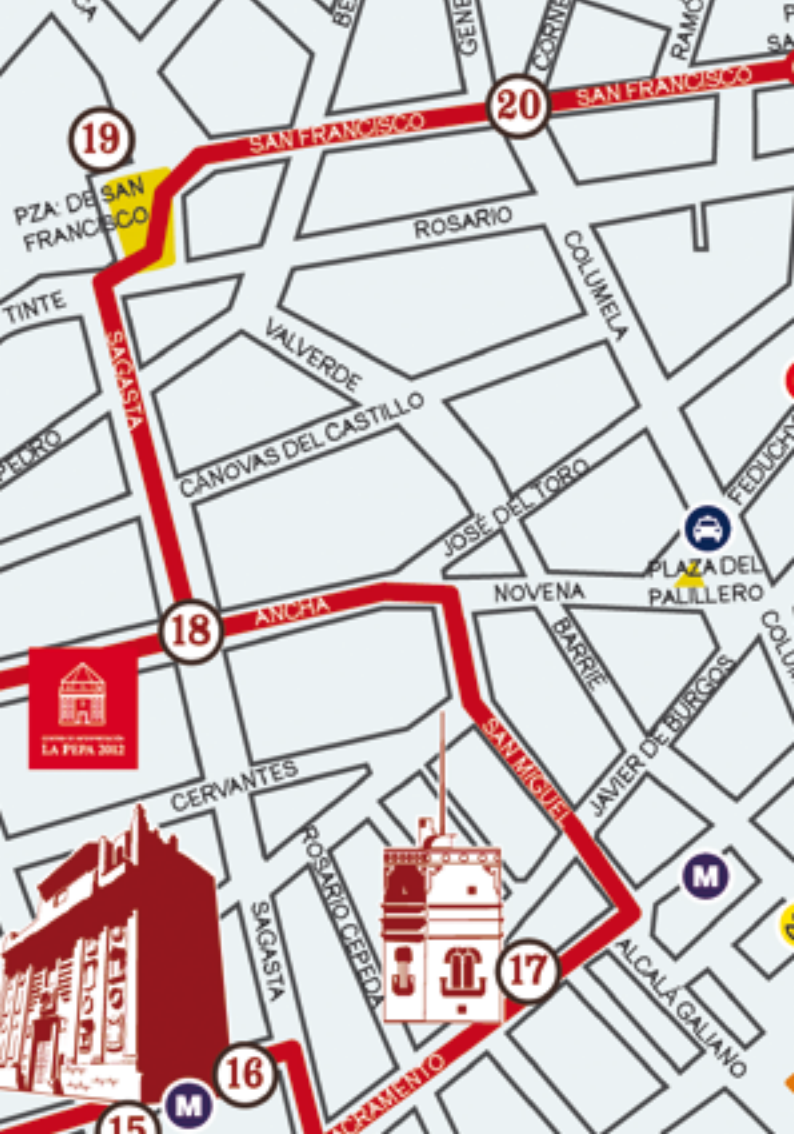 20
SAN FRANCISCO
SAN FRANCISCO
19
PZA: DE SAN
FRANCISCO
ROSARIO
COLUMELA
TINTE
SAGASTA
VALVERDE
CÁNOVAS DEL CASTILLO
PEDRO
JOSÉ DEL TORO
FEDUCHY
PLAZA DEL
PALILLERO
NOVENA
ANCHA
18
BARRIE
LA PEPA 2012
SAN MIGUEL
JAVIER DE BURGOS
CERVANTES
M
ROSARIO CEPEDA
SAGASTA
17
ALCALÁ GALIANO
16
M
15